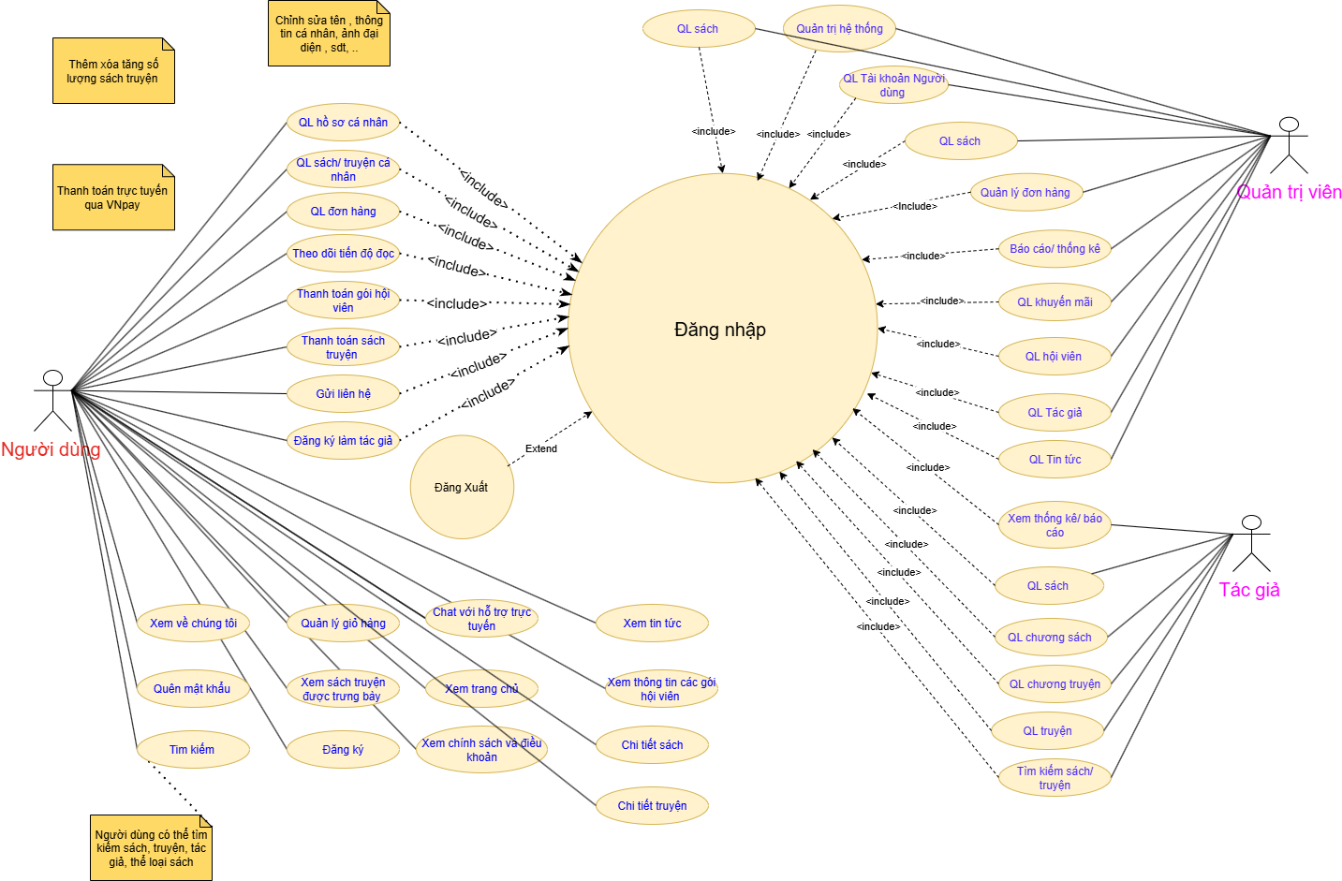 Chỉnh sửa tên , thông
tin cá nhân, ảnh đại
diện , sdt, ..
Thêm xóa tăng số
lượng sách truyện
Thanh toán trực tuyến
qua VNpay
QL hồ sơ cá nhân
QL sách/ truyện cá
nhân
QL đơn hàng
Theo dõi tiến độ đọc
Thanh toán gói hội
viên
Thanh toán sách
truyện
Gửi liên hệ
Đăng ký làm tác giả
<include>
<include>
<include>
<include>
<include>
<include>
<include>
<include>
Người dùng
Đăng nhập
Đăng Xuất
Extend
QL sách
Quản trị hệ thống
QL Tài khoản Người
dùng
QL sách
Quản lý đơn hàng
Báo cáo/ thống kê
QL khuyến mãi
QL hội viên
QL Tác giả
QL Tin tức
<include>
<include>
<include>
<include>
<include>
<include>
<include>
<include>
<include>
<include>
Quản trị viên
Xem thống kê/ báo
cáo
QL sách
QL chương sách
QL chương truyện
QL truyện
Tìm kiếm sách/
truyện
<include>
<include>
<include>
<include>
<include>
<include>
Tác giả
Xem về chúng tôi
Quản lý giỏ hàng
Chat với hỗ trợ trực
tuyến
Xem tin tức
Quên mật khẩu
Xem sách truyện
được trưng bày
Xem trang chủ
Xem thông tin các gói
hội viên
Tìm kiếm
Đăng ký
Xem chính sách và điều
khoản
Chi tiết sách
Chi tiết truyện
Người dùng có thể tìm
kiếm sách, truyện, tác
giả, thể loại sách